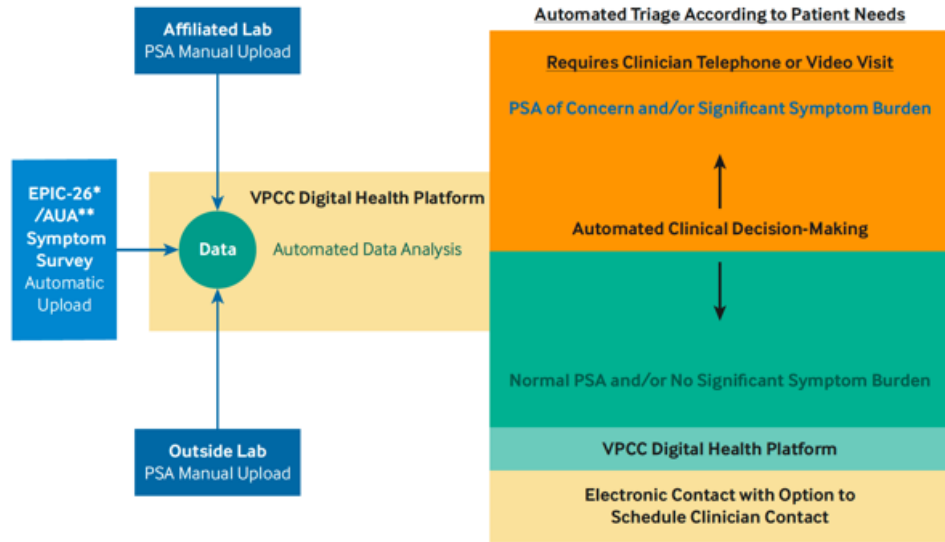 Affiliated Lab
PSA Manual Upload
EPIC-26*
/AUA**
Symptom
Survey
Automatic
Upload
VPCC Digital Health Platform
Data
Automated Data Analysis
Outside Lab
PSA Manual Upload
Automated Triage According to Patient Needs
Requires Clinician Telephone or Video Visit
PSA of Concern and/or Significant Symptom Burden
Automated Clinical Decision-Making
Normal PSA and/or No Significant Symptom Burden
VPCC Digital Health Platform
Electronic Contact with Option to
Schedule Clinician Contact